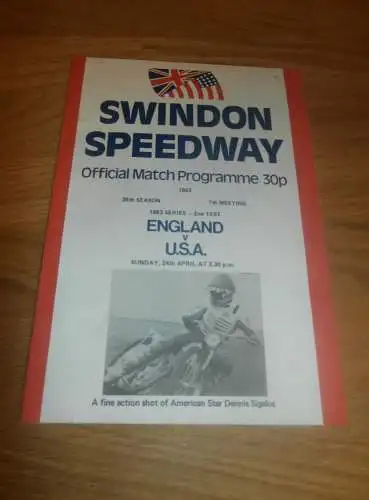 SWINDON
SPEEDWAY
Official Match Programme 30p
1983
35th SEASON 7th MEETING
1983 SERIES - 2nd TEST
ENGLAND
v
U.S.A.
SUNDAY, 24th APRIL, AT 3.30 p.m.
A fine action shot of American Star Dennis Sigalos